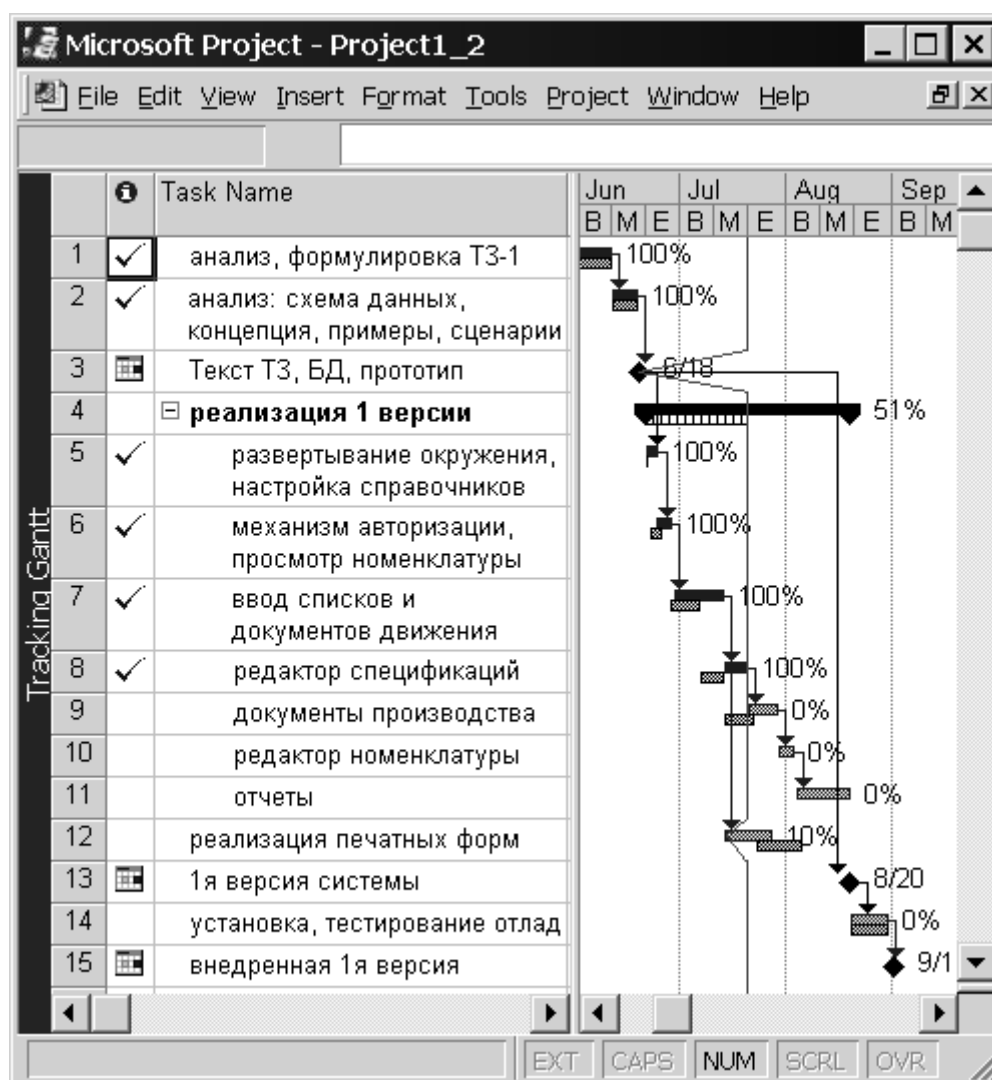 Microsoft Project - Project1_2
File Edit View Insert Format Tools Project Window Help
Task Name
Jun Jul Aug Sep
B M E B M E B M E B M
1 анализ, формулировка ТЗ-1 100%
2 анализ: схема данных, 100%
концепция, примеры, сценарии
3 Текст ТЗ, БД, прототип 6/18
4 реализация 1 версии 51%
5 развертывание окружения, 100%
настройка справочников
6 механизм авторизации, 100%
просмотр номенклатуры
7 ввод списков и 100%
документов движения
8 редактор спецификаций 100%
9 документы производства 0%
10 редактор номенклатуры 0%
11 отчеты 0%
12 реализация печатных форм 10%
13 1я версия системы 8/20
14 установка, тестирование отлад 0%
15 внедренная 1я версия 9/1
Tracking Gantt
EXT CAPS NUM SCRL OVR